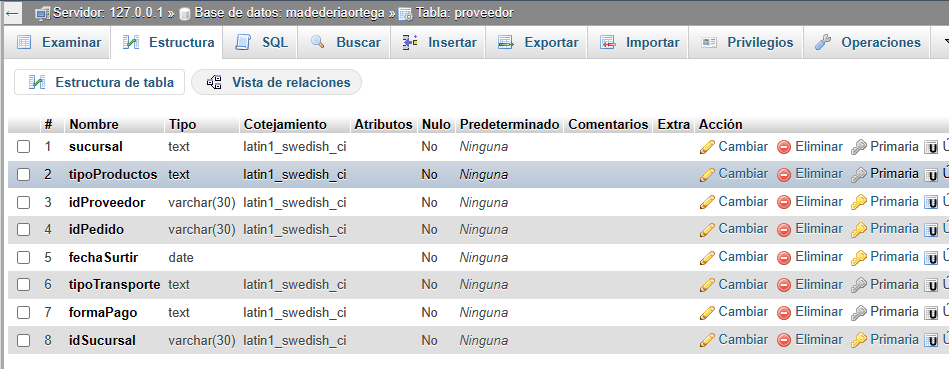 ← Servidor: 127.0.0.1 » Base de datos: madederiaortega » Tabla: proveedor
Examinar Estructura SQL Buscar Insertar Exportar Importar Privilegios Operaciones
Estructura de tabla Vista de relaciones
# Nombre Tipo Cotejamiento Atributos Nulo Predeterminado Comentarios Extra Acción
1 sucursal text latin1_swedish_ci No Ninguna Cambiar Eliminar Primaria U Ú
2 tipoProductos text latin1_swedish_ci No Ninguna Cambiar Eliminar Primaria U Ú
3 idProveedor varchar(30) latin1_swedish_ci No Ninguna Cambiar Eliminar Primaria U Ú
4 idPedido varchar(30) latin1_swedish_ci No Ninguna Cambiar Eliminar Primaria U Ú
5 fechaSurtir date No Ninguna Cambiar Eliminar Primaria U Ú
6 tipoTransporte text latin1_swedish_ci No Ninguna Cambiar Eliminar Primaria U Ú
7 formaPago text latin1_swedish_ci No Ninguna Cambiar Eliminar Primaria U Ú
8 idSucursal varchar(30) latin1_swedish_ci No Ninguna Cambiar Eliminar Primaria U Ú